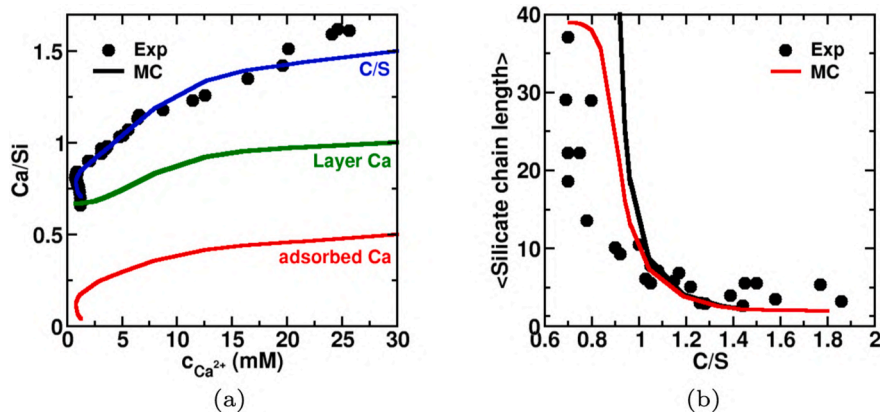 1.5
1
0.5
0
Ca/Si
Exp
MC
C/S
Layer Ca
adsorbed Ca
0 5 10 15 20 25 30
c Ca²⁺ (mM)
(a)
40
30
20
10
0
<Silicate chain length>
Exp
MC
0.6 0.8 1 1.2 1.4 1.6 1.8 2
C/S
(b)